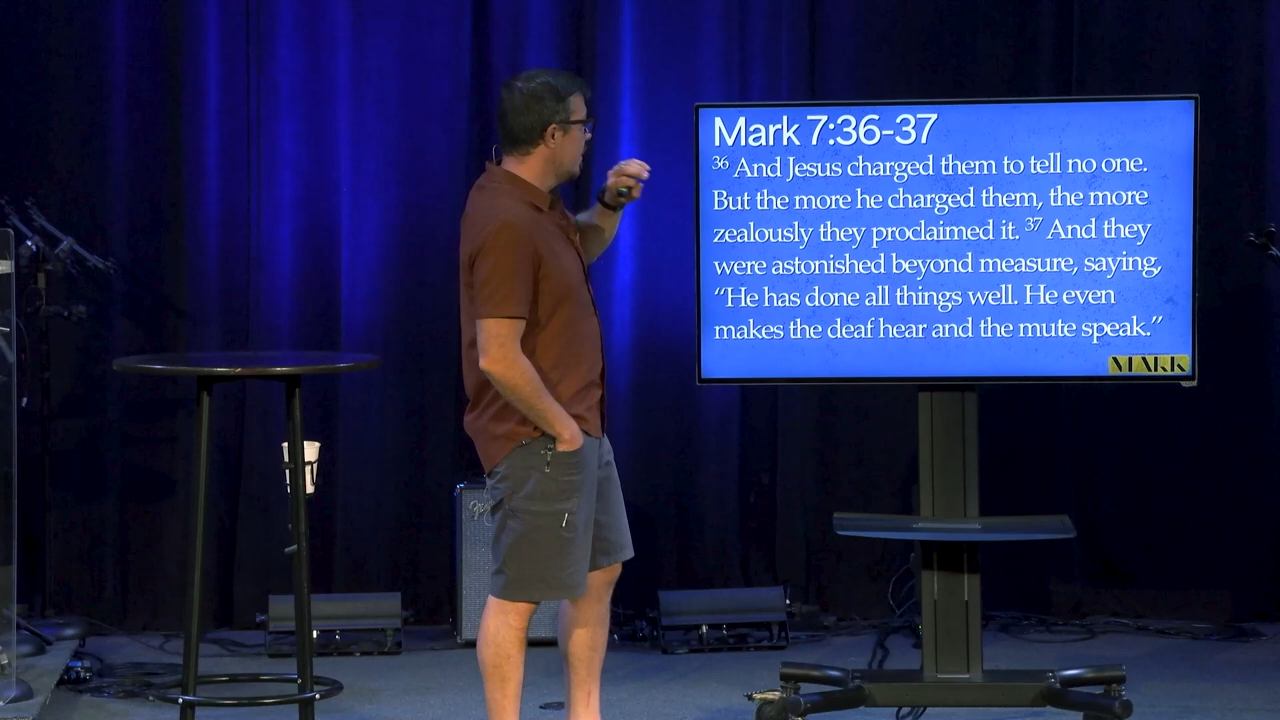 Mark 7:36-37
36 And Jesus charged them to tell no one.
But the more he charged them, the more
zealously they proclaimed it. 37 And they
were astonished beyond measure, saying,
“He has done all things well. He even
makes the deaf hear and the mute speak.”
MARK
Fender